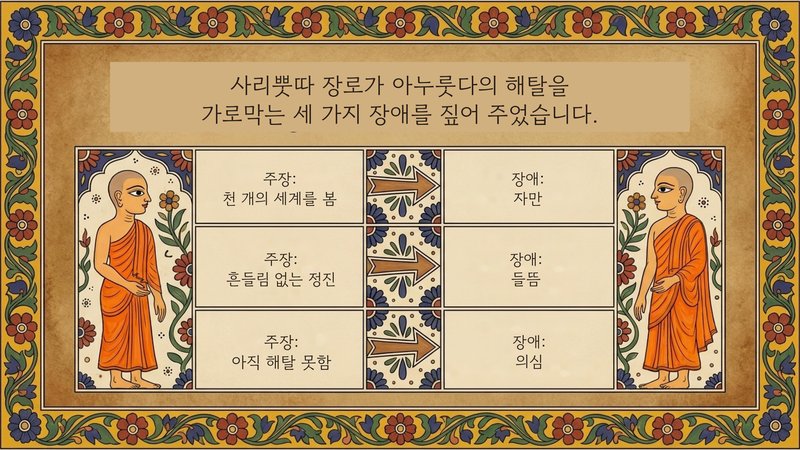 사리뿟따 장로가 아누룻다의 해탈을
가로막는 세 가지 장애를 짚어 주었습니다.
주장:
천 개의 세계를 봄
장애:
자만
주장:
흔들림 없는 정진
장애:
들뜸
주장:
아직 해탈 못함
장애:
의심